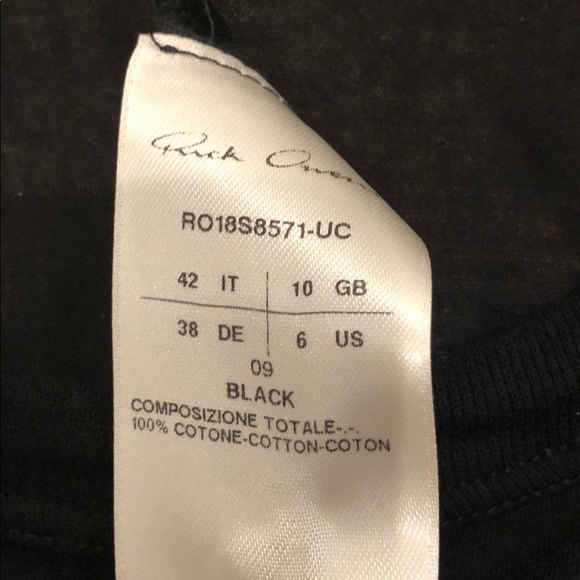 Rick Owen
RO18S8571-UC
42 IT 10 GB
38 DE 6 US
09
BLACK
COMPOSIZIONE TOTALE-.-.
100% COTONE-COTTON-COTON